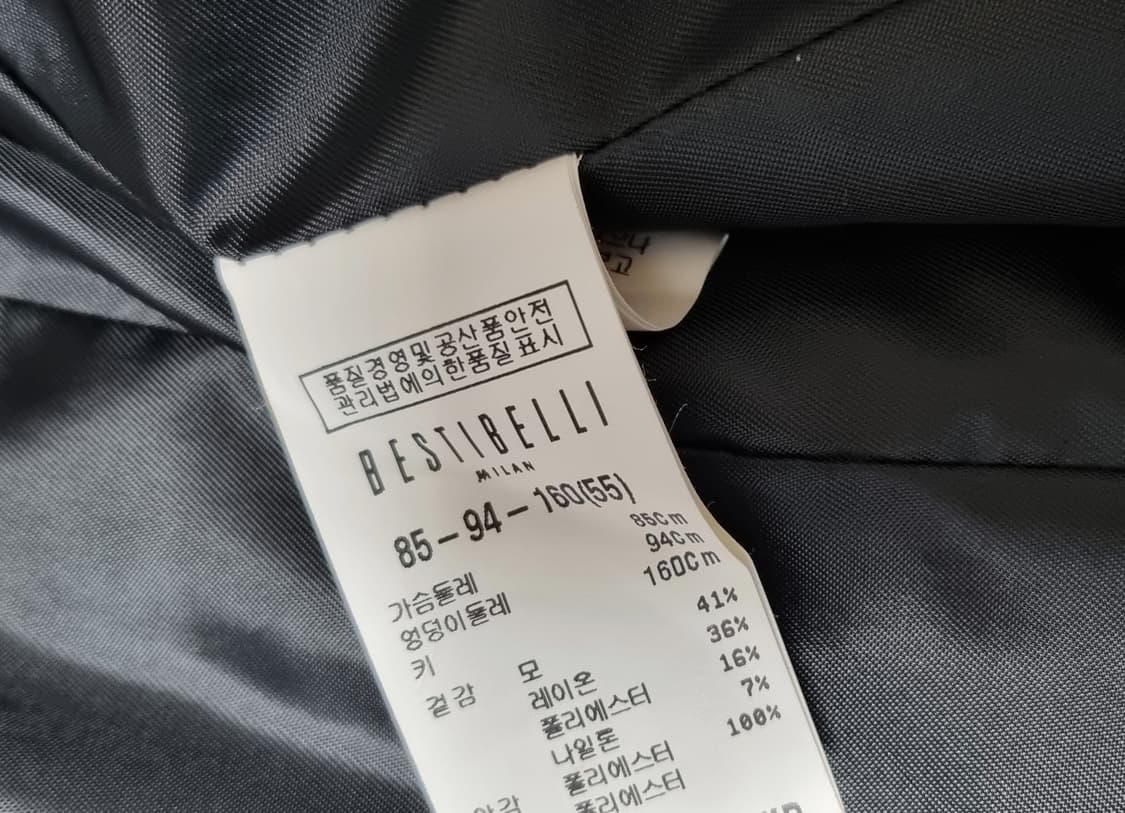 품질경영및공산품안전
관리법에의한품질표시
BESTIBELLI
MILAN
85-94-160(55)
가슴둘레 85Cm
엉덩이둘레 94Cm
키 160Cm
겉감 모 41%
레이온 36%
폴리에스터 16%
나일론 7%
폴리에스터 100%
안감 폴리에스터